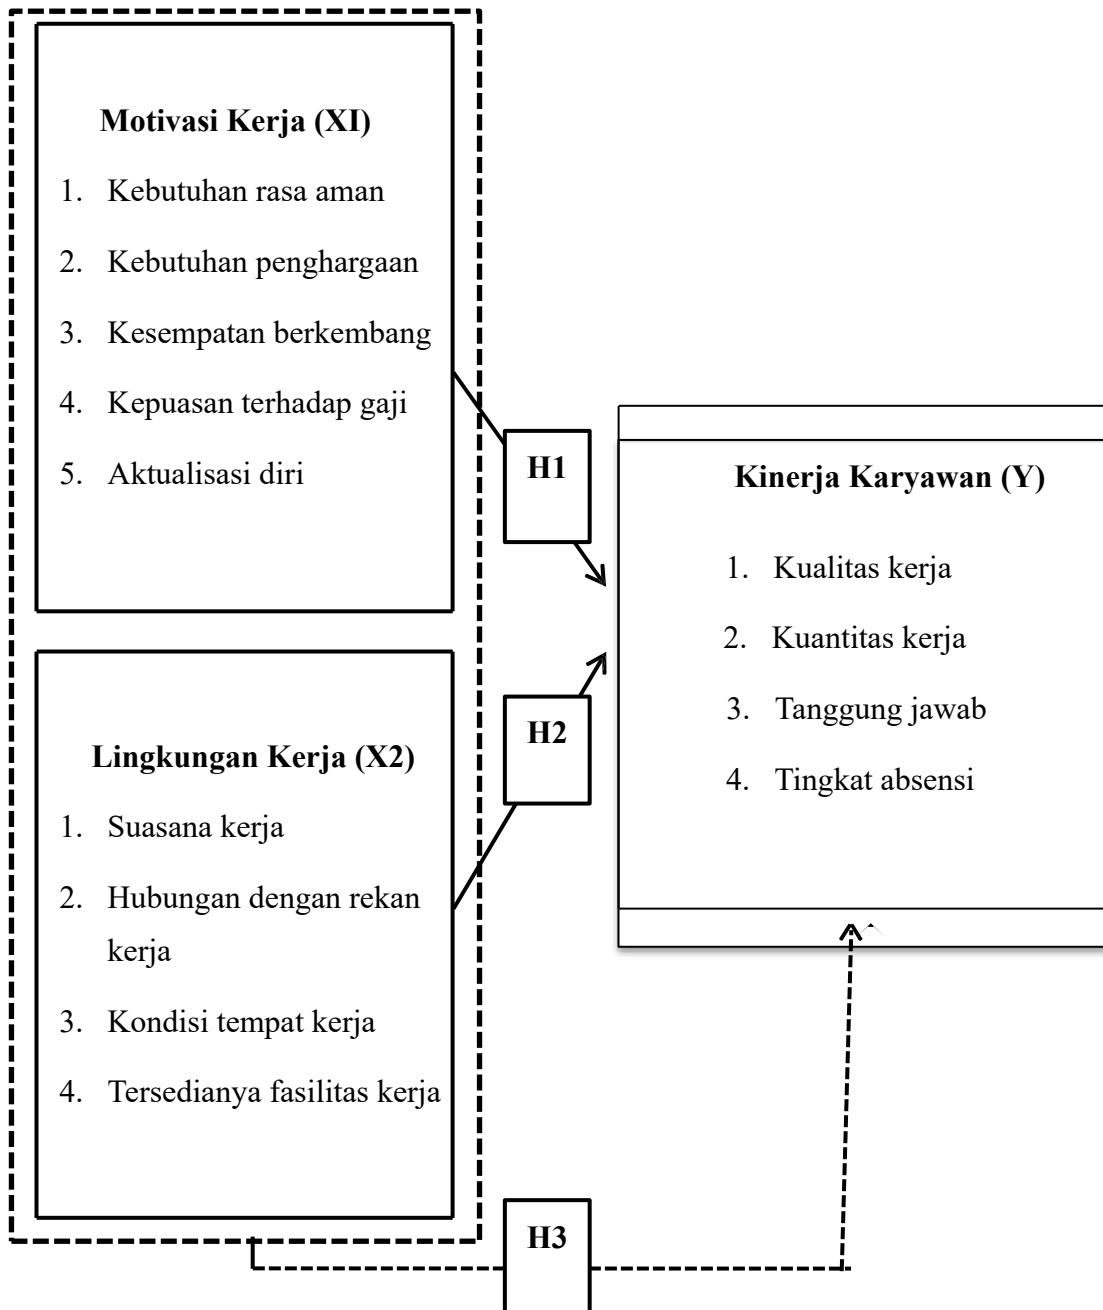 Motivasi Kerja (XI)
1. Kebutuhan rasa aman
2. Kebutuhan penghargaan
3. Kesempatan berkembang
4. Kepuasan terhadap gaji
5. Aktualisasi diri
H1
Kinerja Karyawan (Y)
1. Kualitas kerja
2. Kuantitas kerja
3. Tanggung jawab
4. Tingkat absensi
H2
Lingkungan Kerja (X2)
1. Suasana kerja
2. Hubungan dengan rekan
kerja
3. Kondisi tempat kerja
4. Tersedianya fasilitas kerja
H3